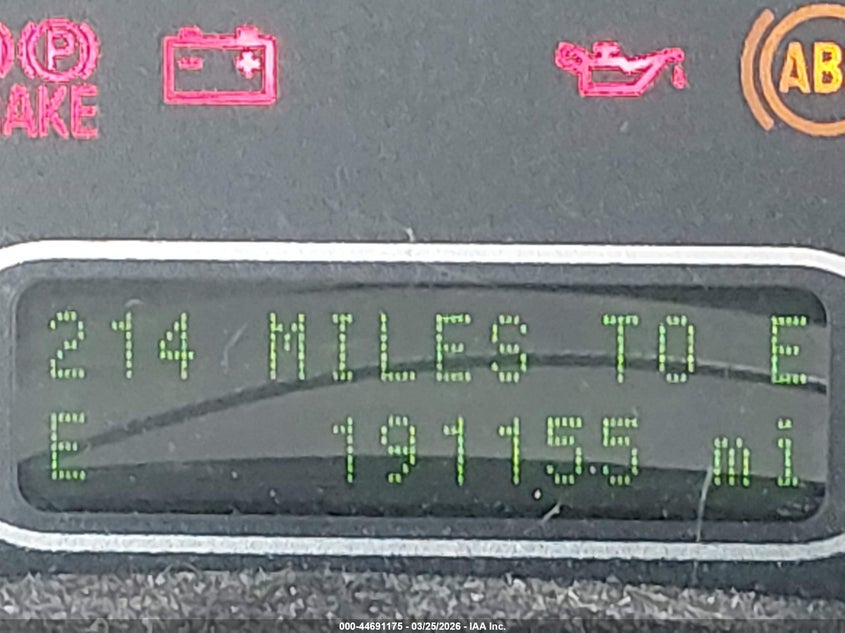 P
AKE
- +
AB
214 MILES TO E
E 191155 mi
000-44691175 - 03/25/2026 - IAA Inc.